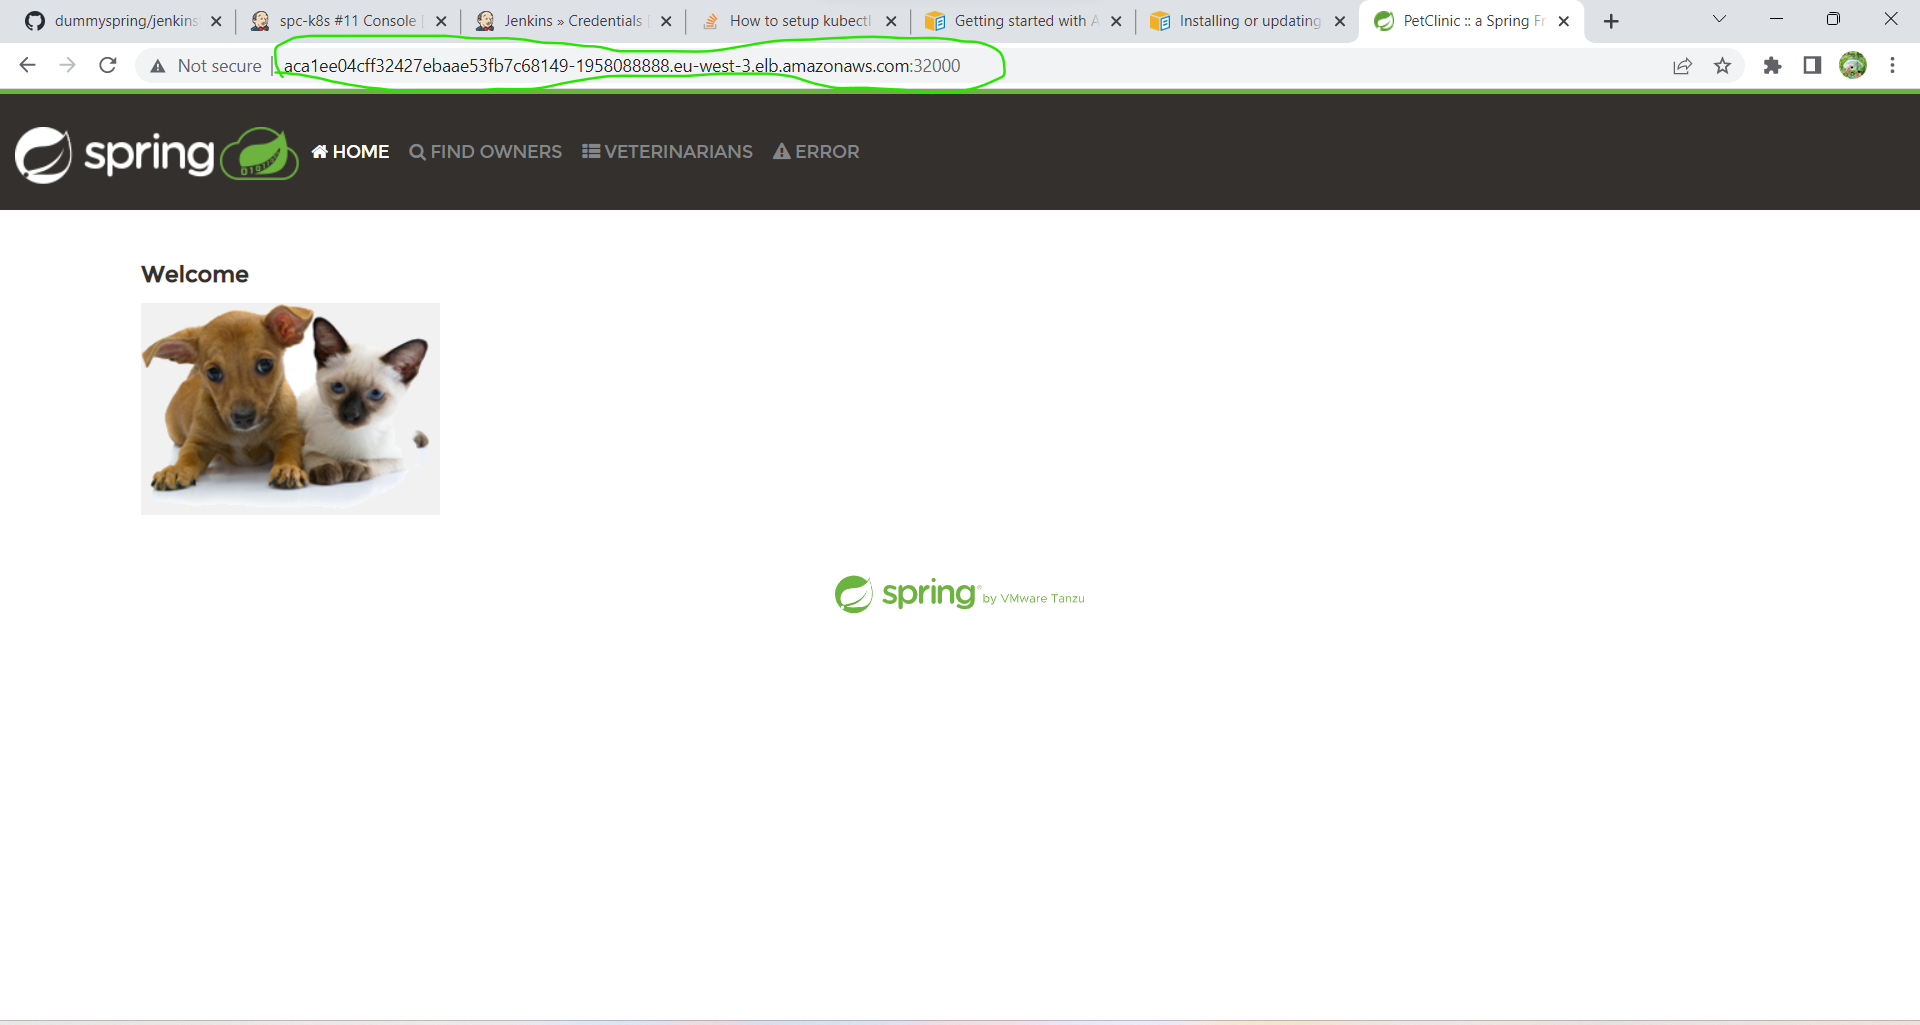 dummyspring/jenkins
spc-k8s #11 Console
Jenkins » Credentials
How to setup kubectl
Getting started with A
Installing or updating
PetClinic :: a Spring Fr
Not secure | aca1ee04cff32427ebaae53fb7c68149-1958088888.eu-west-3.elb.amazonaws.com:32000
spring HOME FIND OWNERS VETERINARIANS ERROR
Welcome
spring by VMware Tanzu